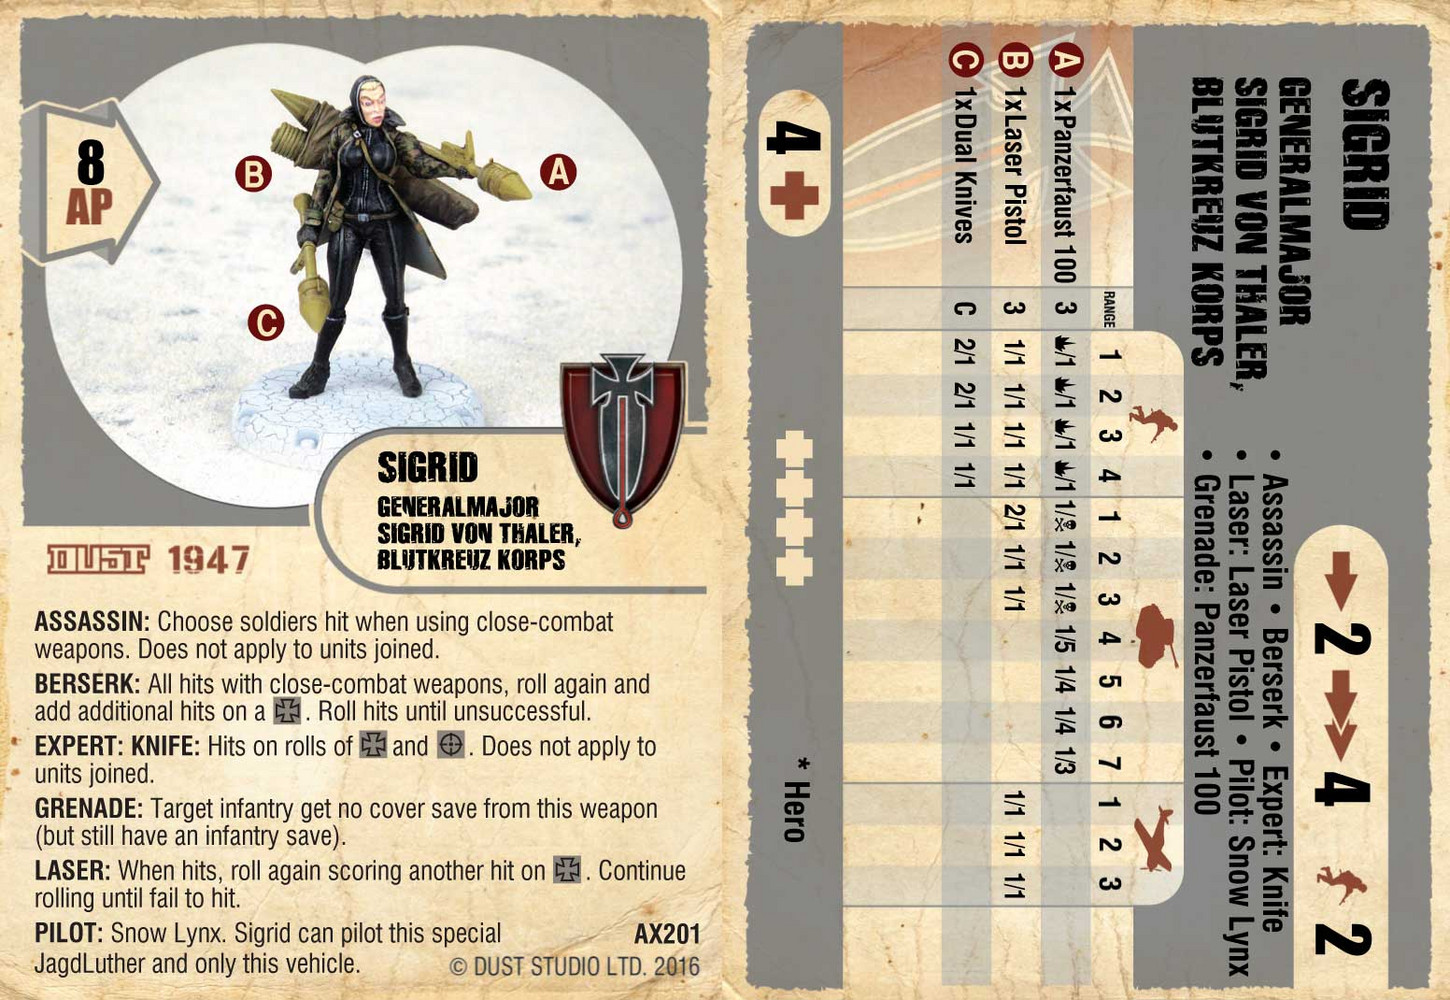 8
AP
B
A
C
SIGRID
GENERALMAJOR
SIGRID VON THALER,
BLUTKREUZ KORPS
DUST 1947
ASSASSIN: Choose soldiers hit when using close-combat
weapons. Does not apply to units joined.
BERSERK: All hits with close-combat weapons, roll again and
add additional hits on a . Roll hits until unsuccessful.
EXPERT: KNIFE: Hits on rolls of and . Does not apply to
units joined.
GRENADE: Target infantry get no cover save from this weapon
(but still have an infantry save).
LASER: When hits, roll again scoring another hit on . Continue
rolling until fail to hit.
PILOT: Snow Lynx. Sigrid can pilot this special
JagdLuther and only this vehicle.
AX201
© DUST STUDIO LTD. 2016
SIGRID
GENERALMAJOR
SIGRID VON THALER,
BLUTKREUZ KORPS
2 4 2
• Assassin • Berserk • Expert: Knife
• Laser: Laser Pistol • Pilot: Snow Lynx
• Grenade: Panzerfaust 100
RANGE 1 2 3 4 1 2 3 4 5 6 7 1 2 3
A 1xPanzerfaust 100 3 /1 /1 /1 /1 1/ 1/ 1/ 1/5 1/4 1/4 1/3
B 1xLaser Pistol 3 1/1 1/1 1/1 1/1 2/1 1/1 1/1 1/1 1/1 1/1
C 1xDual Knives C 2/1 2/1 1/1 1/1
4
* Hero